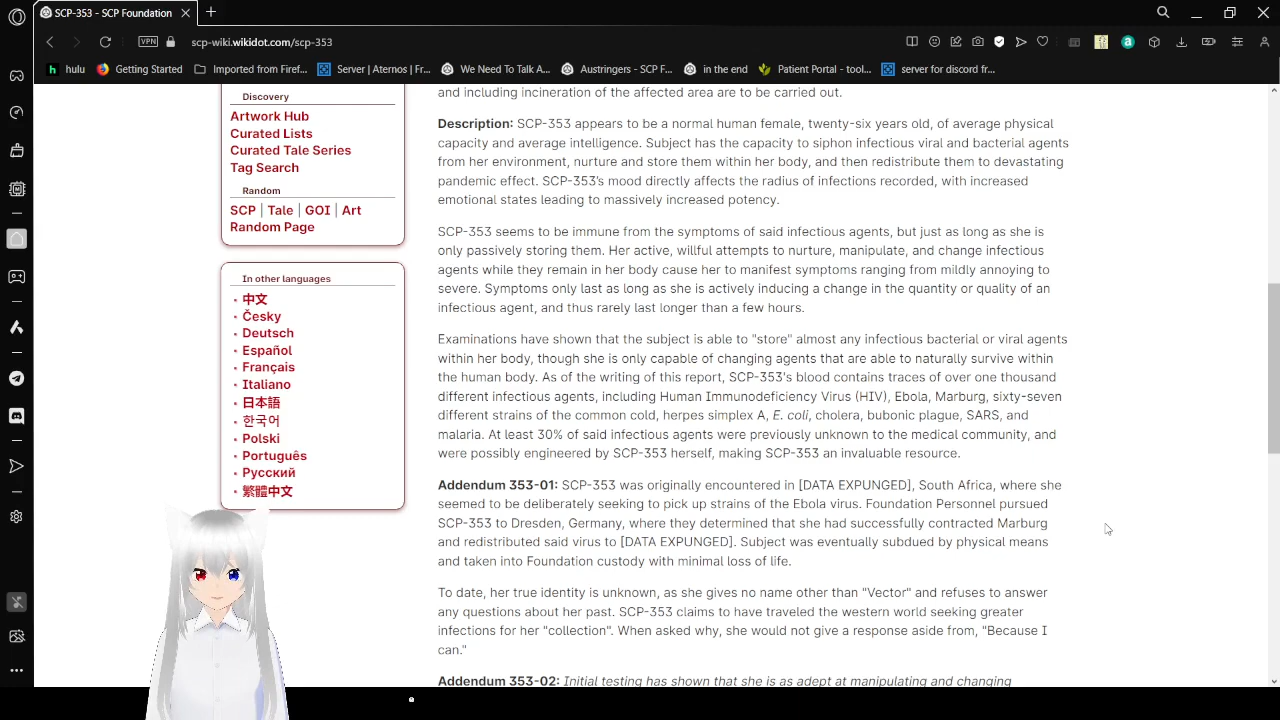 SCP-353 - SCP Foundation
VPN
scp-wiki.wikidot.com/scp-353
hulu
Getting Started
Imported from Firef...
Server | Aternos | Fr...
We Need To Talk A...
Austringers - SCP F...
in the end
Patient Portal - tool...
server for discord fr...
Discovery
Artwork Hub
Curated Lists
Curated Tale Series
Tag Search
Random
SCP | Tale | GOI | Art
Random Page
In other languages
中文
Česky
Deutsch
Español
Français
Italiano
日本語
한국어
Polski
Português
Русский
繁體中文
and including incineration of the affected area are to be carried out.
Description: SCP-353 appears to be a normal human female, twenty-six years old, of average physical
capacity and average intelligence. Subject has the capacity to siphon infectious viral and bacterial agents
from her environment, nurture and store them within her body, and then redistribute them to devastating
pandemic effect. SCP-353's mood directly affects the radius of infections recorded, with increased
emotional states leading to massively increased potency.
SCP-353 seems to be immune from the symptoms of said infectious agents, but just as long as she is
only passively storing them. Her active, willful attempts to nurture, manipulate, and change infectious
agents while they remain in her body cause her to manifest symptoms ranging from mildly annoying to
severe. Symptoms only last as long as she is actively inducing a change in the quantity or quality of an
infectious agent, and thus rarely last longer than a few hours.
Examinations have shown that the subject is able to "store" almost any infectious bacterial or viral agents
within her body, though she is only capable of changing agents that are able to naturally survive within
the human body. As of the writing of this report, SCP-353's blood contains traces of over one thousand
different infectious agents, including Human Immunodeficiency Virus (HIV), Ebola, Marburg, sixty-seven
different strains of the common cold, herpes simplex A, E. coli, cholera, bubonic plague, SARS, and
malaria. At least 30% of said infectious agents were previously unknown to the medical community, and
were possibly engineered by SCP-353 herself, making SCP-353 an invaluable resource.
Addendum 353-01: SCP-353 was originally encountered in [DATA EXPUNGED], South Africa, where she
seemed to be deliberately seeking to pick up strains of the Ebola virus. Foundation Personnel pursued
SCP-353 to Dresden, Germany, where they determined that she had successfully contracted Marburg
and redistributed said virus to [DATA EXPUNGED]. Subject was eventually subdued by physical means
and taken into Foundation custody with minimal loss of life.
To date, her true identity is unknown, as she gives no name other than "Vector" and refuses to answer
any questions about her past. SCP-353 claims to have traveled the western world seeking greater
infections for her "collection". When asked why, she would not give a response aside from, "Because I
can."
Addendum 353-02: Initial testing has shown that she is as adept at manipulating and changing